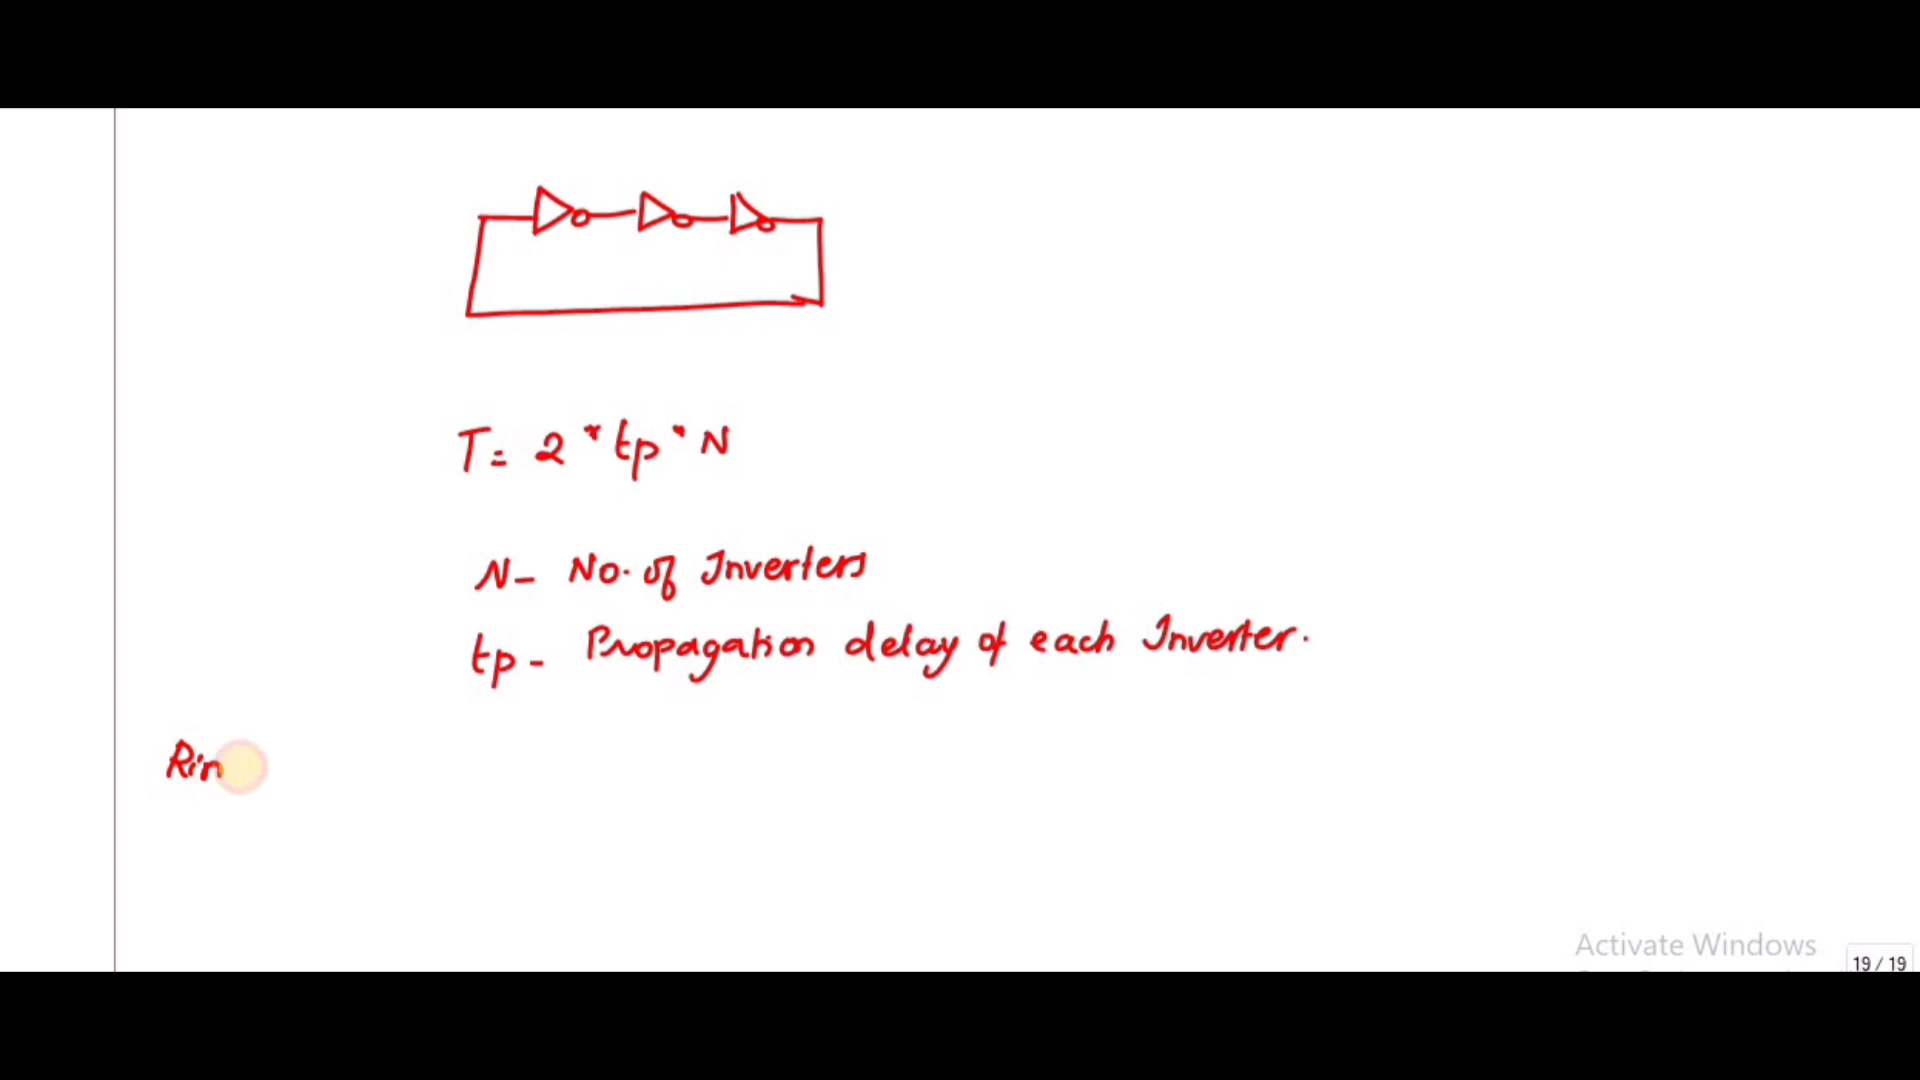 T= 2 * tp * N
N- No. of Inverters
tp- Propagation delay of each Inverter.
Rin
Activate Windows
19 / 19